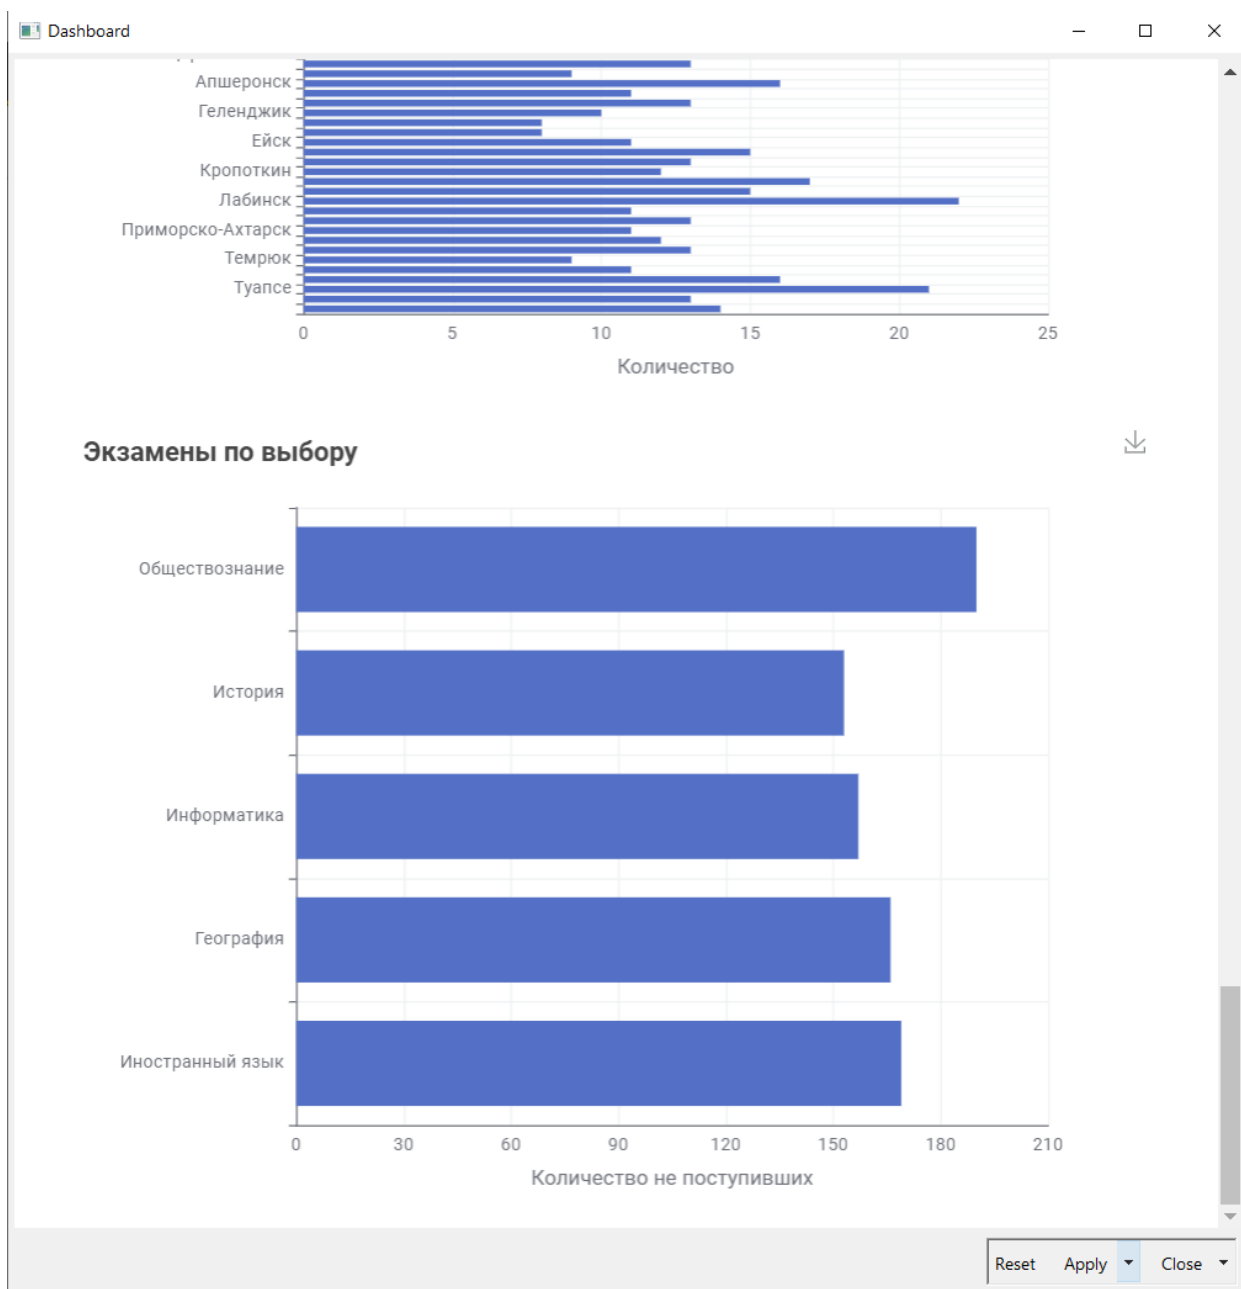 Dashboard
Апшеронск
Геленджик
Ейск
Кропоткин
Лабинск
Приморско-Ахтарск
Темрюк
Туапсе
0 5 10 15 20 25
Количество
Экзамены по выбору
Обществознание
История
Информатика
География
Иностранный язык
0 30 60 90 120 150 180 210
Количество не поступивших
Reset Apply Close